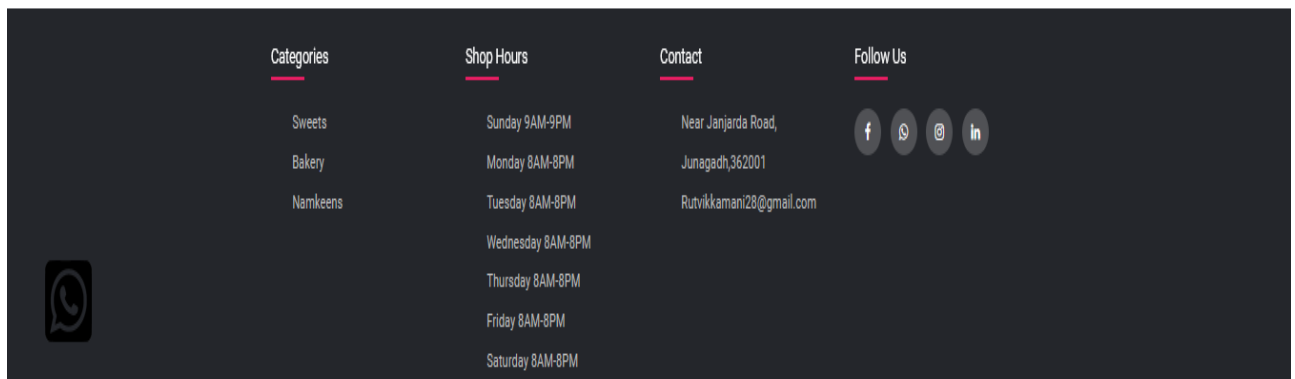 Categories
Sweets
Bakery
Namkeens
Shop Hours
Sunday 9AM-9PM
Monday 8AM-8PM
Tuesday 8AM-8PM
Wednesday 8AM-8PM
Thursday 8AM-8PM
Friday 8AM-8PM
Saturday 8AM-8PM
Contact
Near Janjarda Road,
Junagadh,362001
Rutvikkamani28@gmail.com
Follow Us